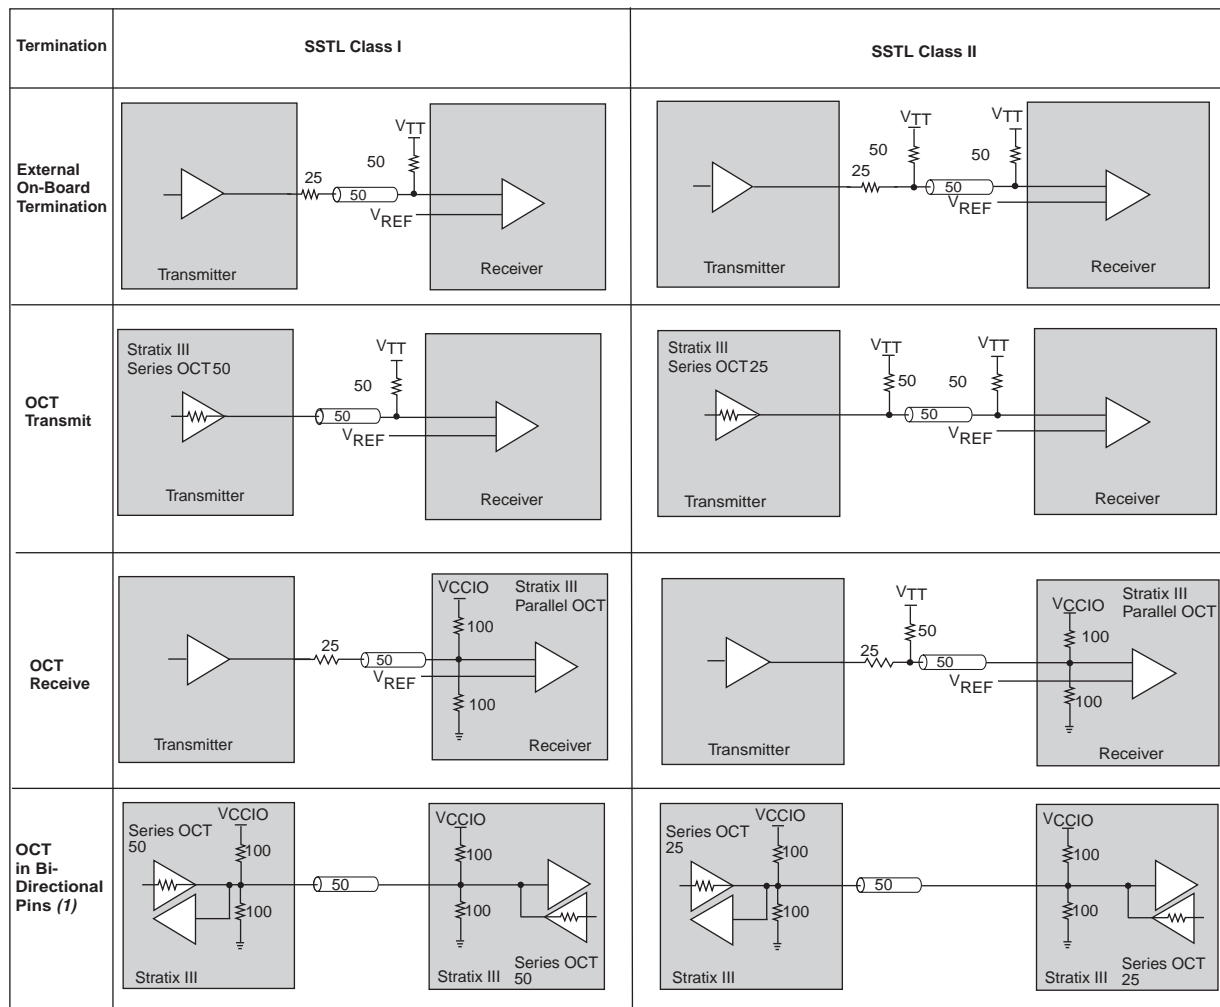 Termination
SSTL Class I
SSTL Class II
External
On-Board
Termination
VTT
50
25
50
VREF
Transmitter
Receiver
VTT
VTT
50
50
25
50
VREF
Transmitter
Receiver
OCT
Transmit
Stratix III
Series OCT 50
VTT
50
50
VREF
Transmitter
Receiver
Stratix III
Series OCT 25
VTT
VTT
50
50
50
VREF
Transmitter
Receiver
OCT
Receive
VCCIO
Stratix III
Parallel OCT
100
25
50
VREF
100
Transmitter
Receiver
VTT
VCCIO
Stratix III
Parallel OCT
50
100
25
50
VREF
100
Transmitter
Receiver
OCT
in Bi-
Directional
Pins (1)
VCCIO
Series OCT
50
100
100
Stratix III
50
VCCIO
100
100
Stratix III
Series OCT
50
VCCIO
Series OCT
25
100
100
Stratix III
50
VCCIO
100
100
Stratix III
Series OCT
25